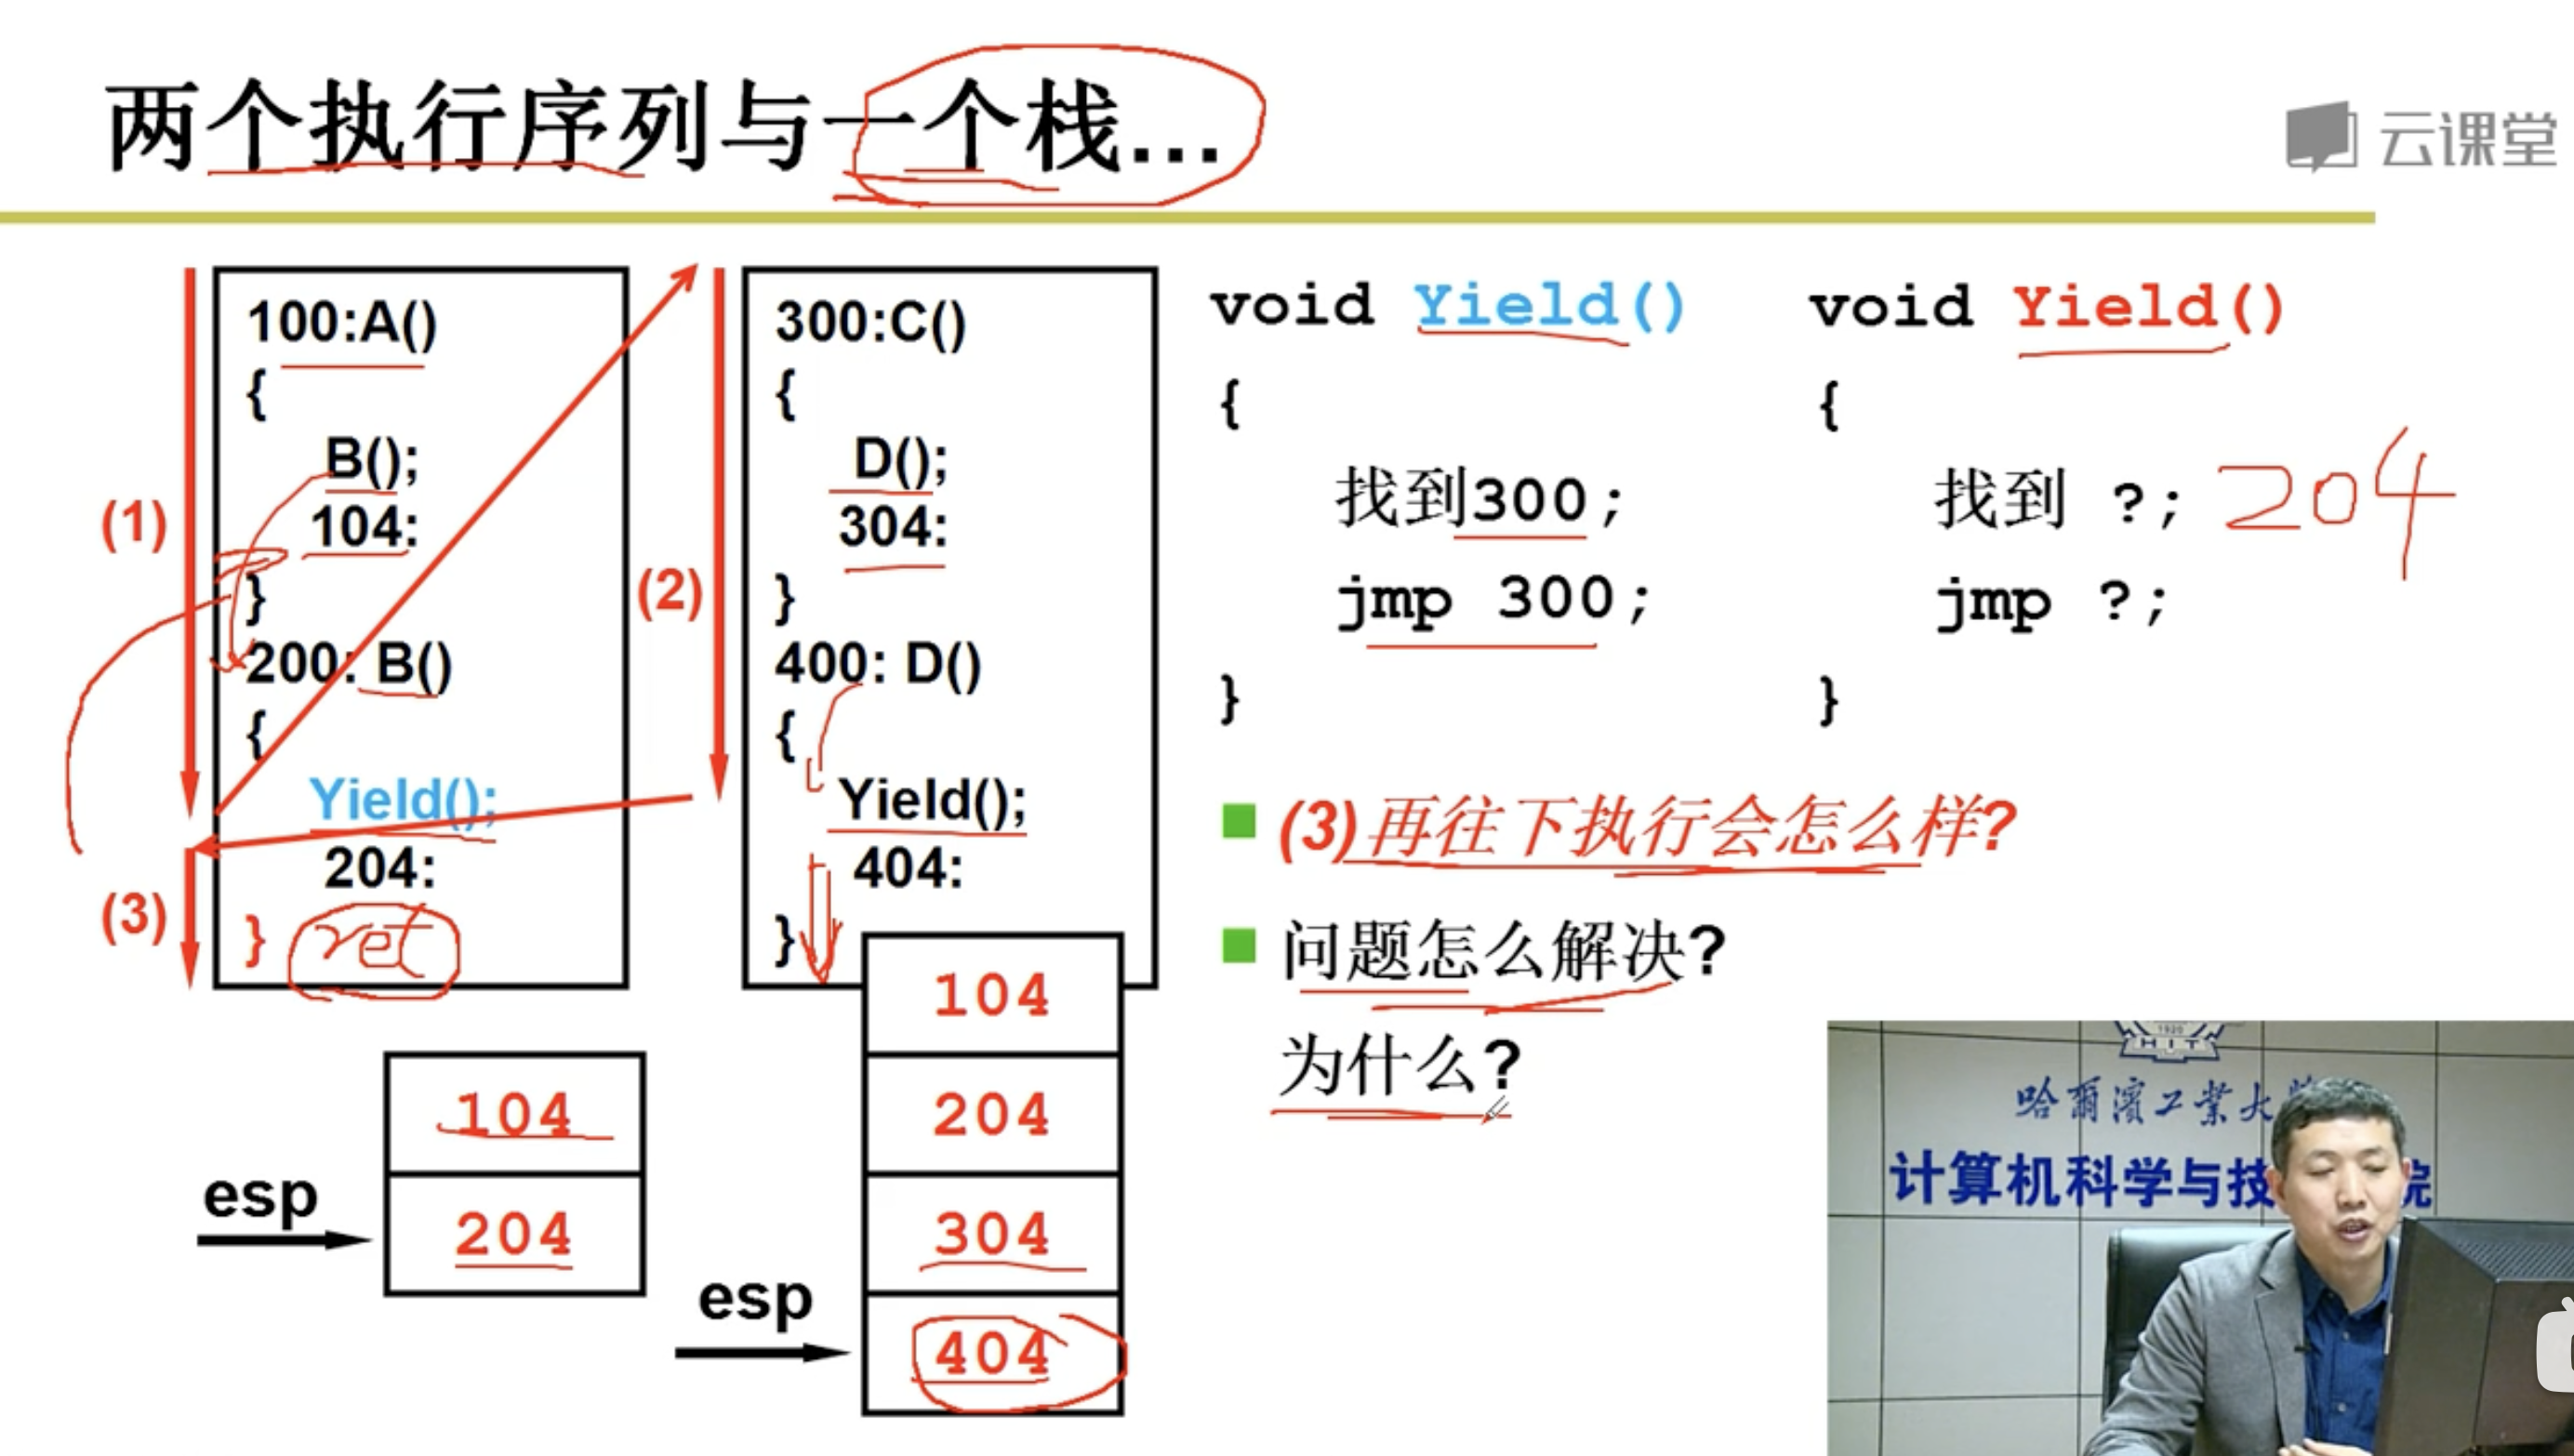 两个执行序列与一个栈...
云课堂
100:A()
{
B();
104:
}
200: B()
{
Yield();
204:
} ret
(1)
(3)
300:C()
{
D();
304:
}
400: D()
{
Yield();
404:
}
(2)
void Yield()
{
找到300;
jmp 300;
}
void Yield()
{
找到 ?; 204
jmp ?;
}
(3)再往下执行会怎么样?
问题怎么解决?
为什么?
esp
104
204
esp
104
204
304
404
1920
HIT
哈爾濱工業大
计算机科学与技
院